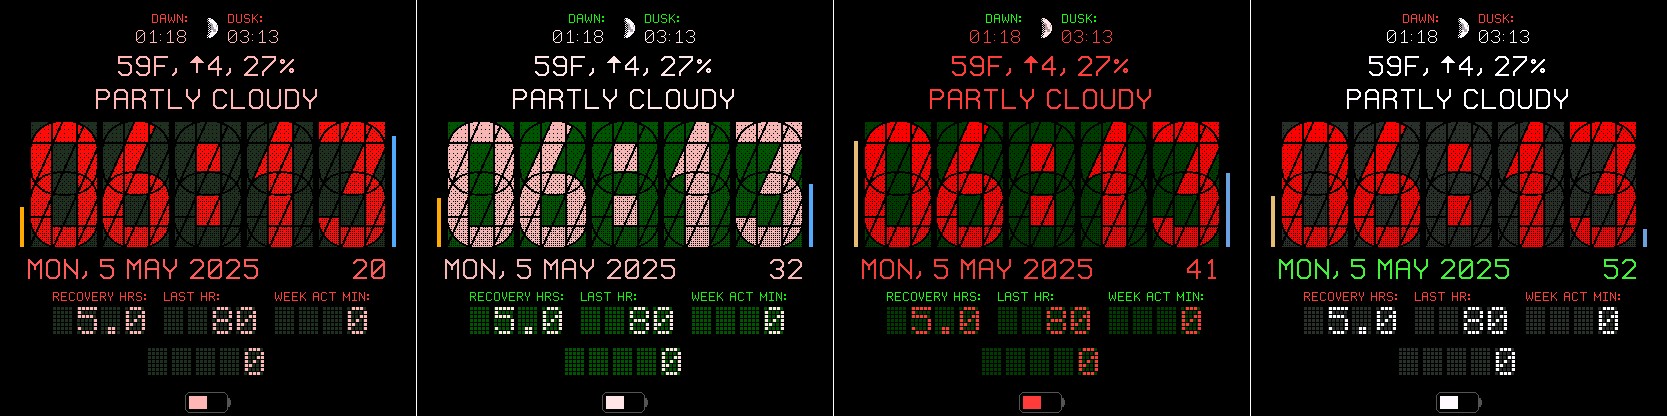 DAWN: DUSK:
01:18 03:13
59F, ↑4, 27%
PARTLY CLOUDY
06:13
MON, 5 MAY 2025 20
RECOVERY HRS: LAST HR: WEEK ACT MIN:
5.0 80 0
0
DAWN: DUSK:
01:18 03:13
59F, ↑4, 27%
PARTLY CLOUDY
06:13
MON, 5 MAY 2025 32
RECOVERY HRS: LAST HR: WEEK ACT MIN:
5.0 80 0
0
DAWN: DUSK:
01:18 03:13
59F, ↑4, 27%
PARTLY CLOUDY
06:13
MON, 5 MAY 2025 41
RECOVERY HRS: LAST HR: WEEK ACT MIN:
5.0 80 0
0
DAWN: DUSK:
01:18 03:13
59F, ↑4, 27%
PARTLY CLOUDY
06:13
MON, 5 MAY 2025 52
RECOVERY HRS: LAST HR: WEEK ACT MIN:
5.0 80 0
0